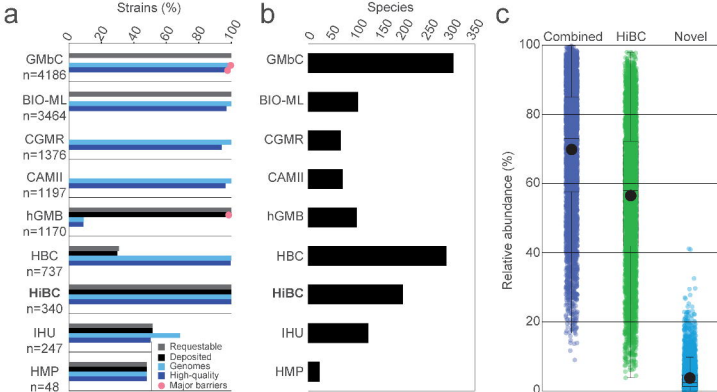 a
Strains (%)
0 20 40 60 80 100
GMbC
n=4186
BIO-ML
n=3464
CGMR
n=1376
CAMII
n=1197
hGMB
n=1170
HBC
n=737
HiBC
n=340
IHU
n=247
HMP
n=48
Requestable
Deposited
Genomes
High-quality
Major barriers
b
Species
0 50 100 150 200 250 300 350
GMbC
BIO-ML
CGMR
CAMII
hGMB
HBC
HiBC
IHU
HMP
c
Combined HiBC Novel
Relative abundance (%)
100
80
60
40
20
0